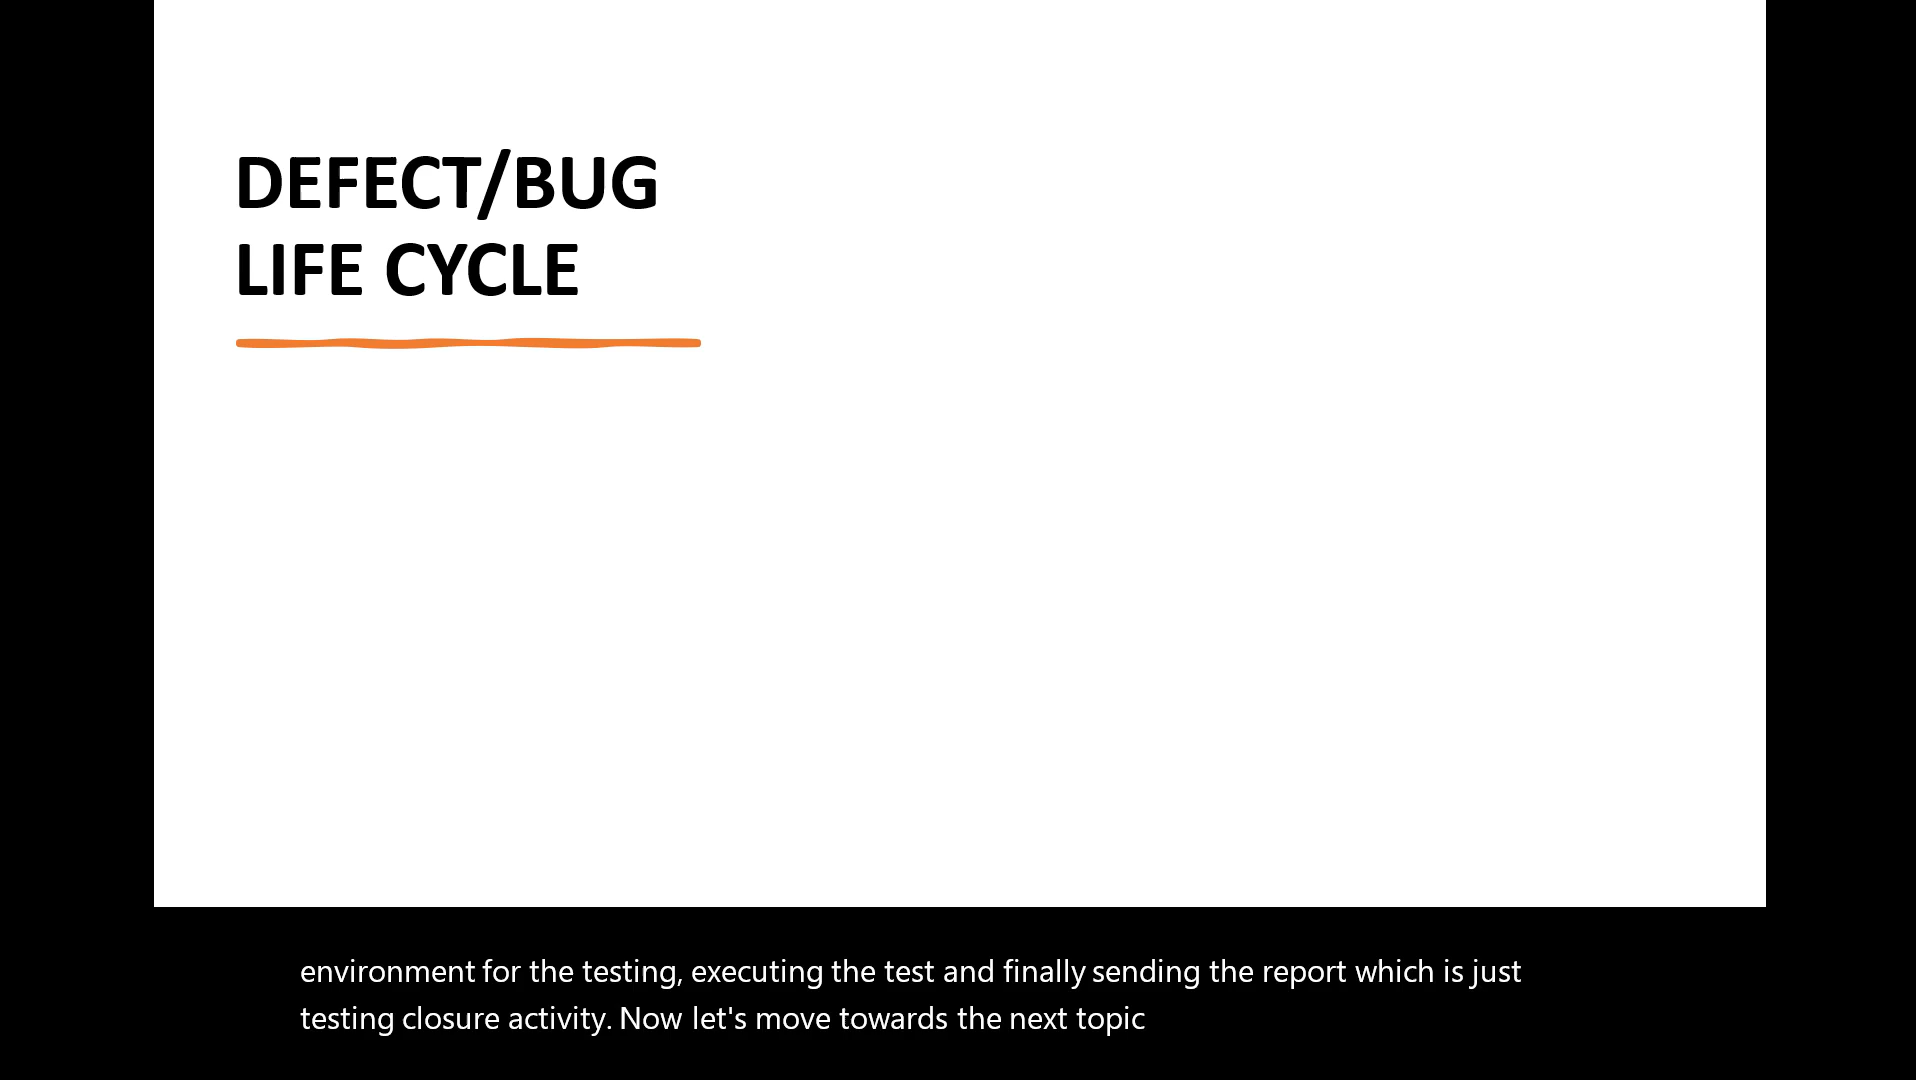 DEFECT/BUG
LIFE CYCLE
environment for the testing, executing the test and finally sending the report which is just
testing closure activity. Now let's move towards the next topic